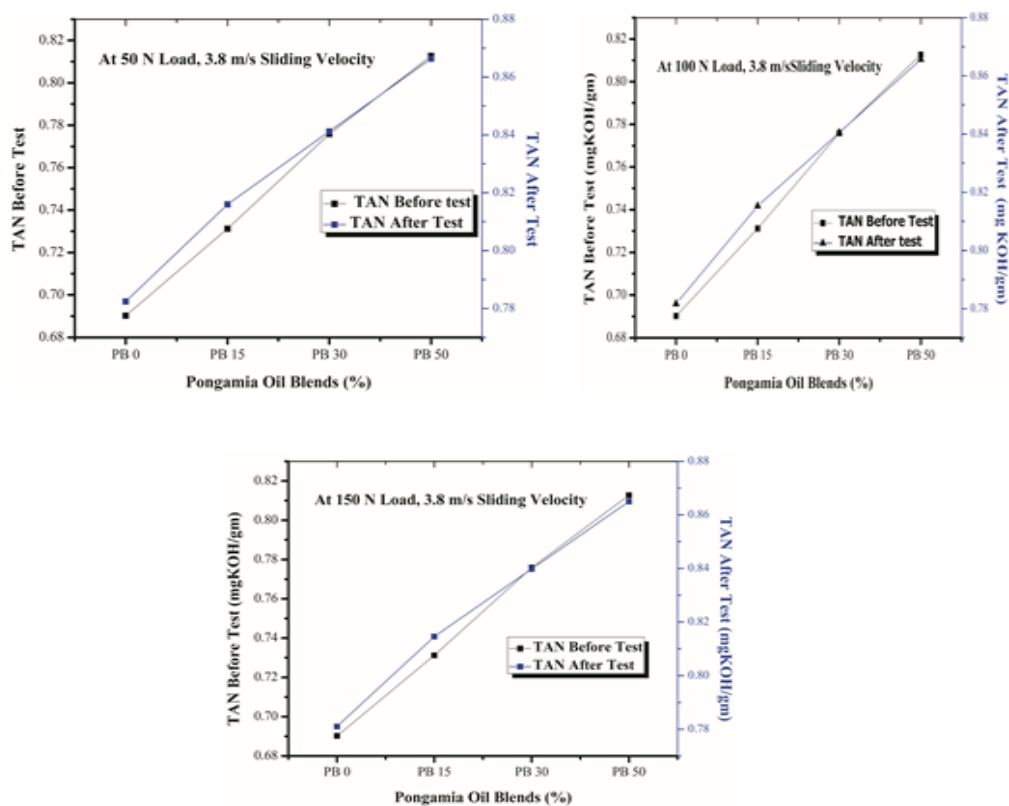 At 50 N Load, 3.8 m/s Sliding Velocity
TAN Before Test
0.82
0.80
0.78
0.76
0.74
0.72
0.70
0.68
TAN Before test
TAN After Test
0.88
0.86
0.84
0.82
0.80
0.78
TAN After Test
PB 0 PB 15 PB 30 PB 50
Pongamia Oil Blends (%)
At 100 N Load, 3.8 m/sSliding Velocity
TAN Before Test (mgKOH/gm)
0.82
0.80
0.78
0.76
0.74
0.72
0.70
0.68
TAN Before Test
TAN After test
0.88
0.86
0.84
0.82
0.80
0.78
TAN After Test (mg KOH/gm)
PB 0 PB 15 PB 30 PB 50
Pongamia Oil Blends (%)
At 150 N Load, 3.8 m/s Sliding Velocity
TAN Before Test (mgKOH/gm)
0.82
0.80
0.78
0.76
0.74
0.72
0.70
0.68
TAN Before Test
TAN After Test
0.88
0.86
0.84
0.82
0.80
0.78
TAN After Test (mgKOH/gm)
PB 0 PB 15 PB 30 PB 50
Pongamia Oil Blends (%)